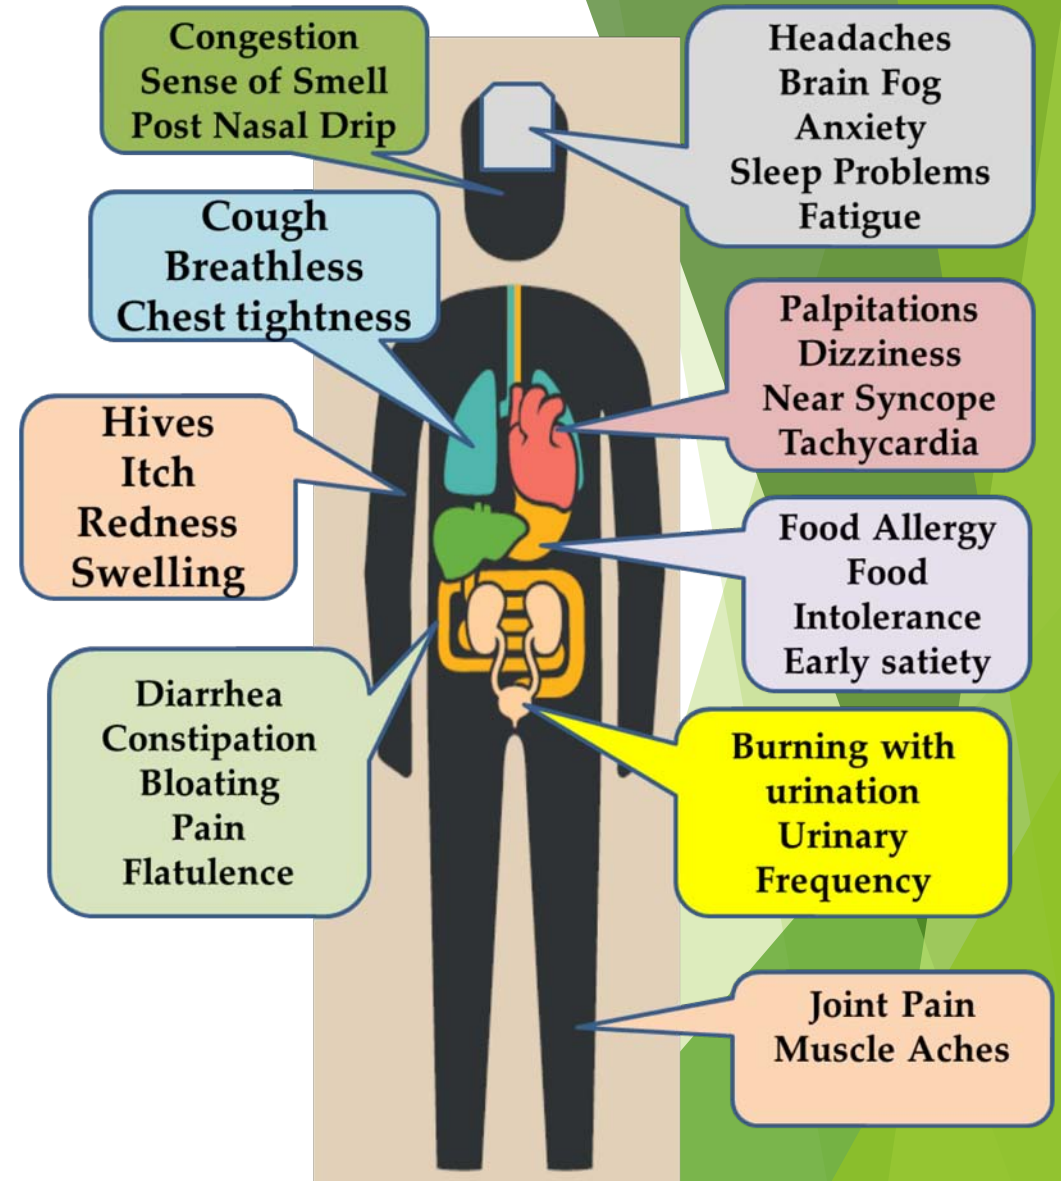 Congestion
Sense of Smell
Post Nasal Drip
Headaches
Brain Fog
Anxiety
Sleep Problems
Fatigue
Cough
Breathless
Chest tightness
Palpitations
Dizziness
Near Syncope
Tachycardia
Hives
Itch
Redness
Swelling
Food Allergy
Food
Intolerance
Early satiety
Diarrhea
Constipation
Bloating
Pain
Flatulence
Burning with
urination
Urinary
Frequency
Joint Pain
Muscle Aches